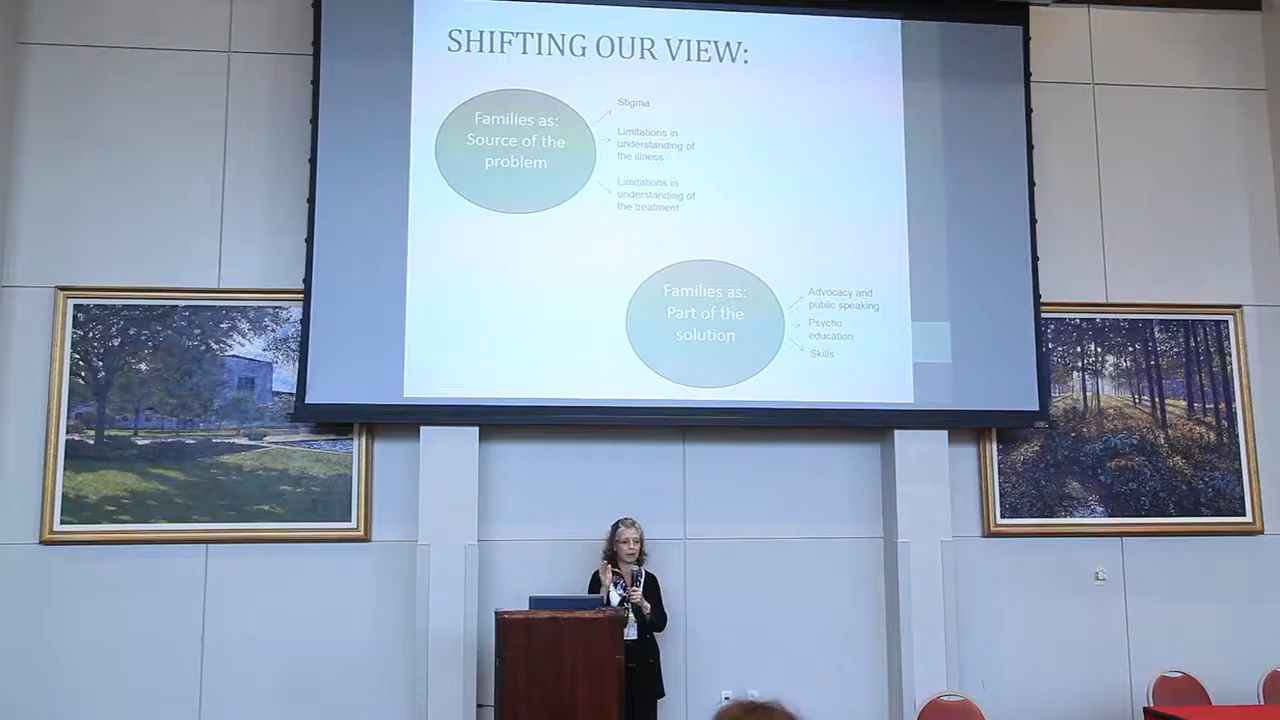 SHIFTING OUR VIEW:
Families as:
Source of the
problem
Stigma
Limitations in
understanding of
the illness
Limitations in
understanding of
the treatment
Families as:
Part of the
solution
Advocacy and
public speaking
Psycho
education
Skills